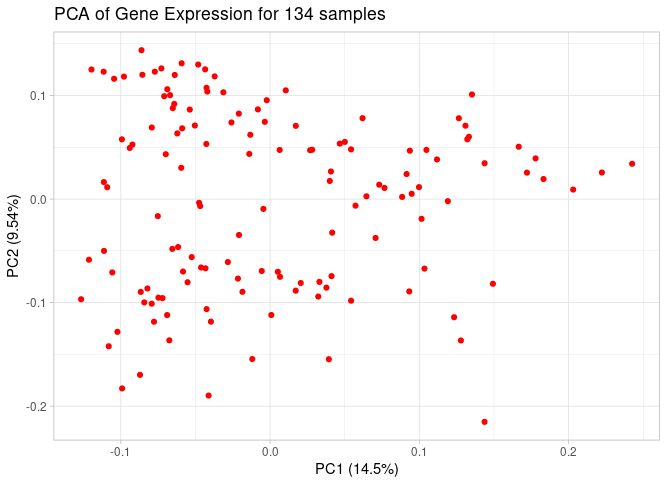 PCA of Gene Expression for 134 samples
0.1
0.0
-0.1
-0.2
PC2 (9.54%)
-0.1
0.0
0.1
0.2
PC1 (14.5%)